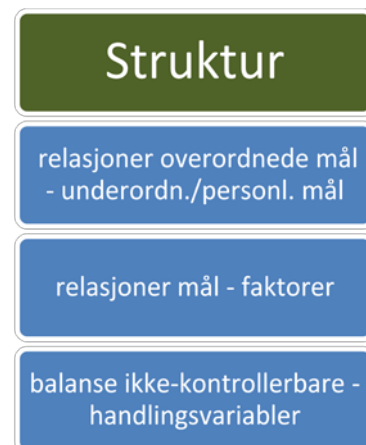 Struktur
relasjoner overordnede mål
- underordn./personl. mål
relasjoner mål - faktorer
balanse ikke-kontrollerbare -
handlingsvariabler